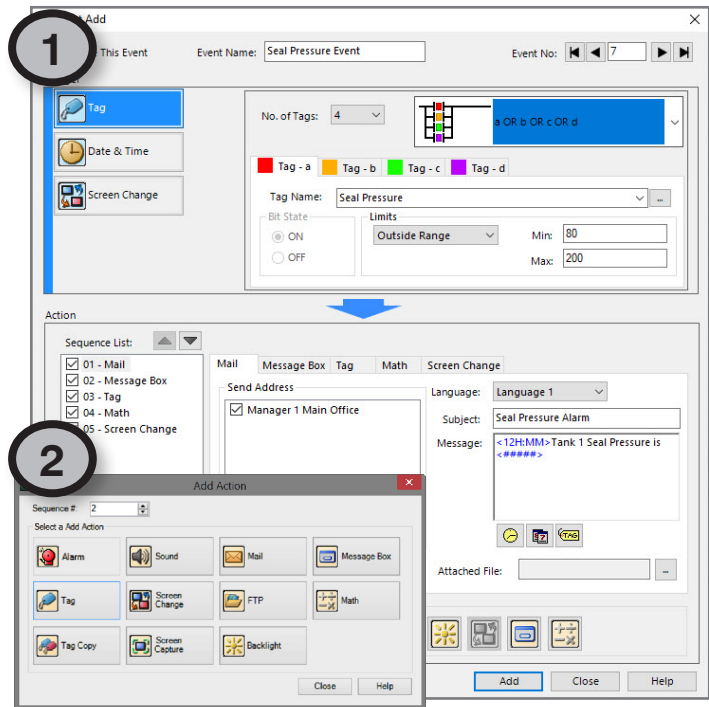 1
Add
This Event
Event Name: Seal Pressure Event
Event No: 7
Tag
Date & Time
Screen Change
No. of Tags: 4
a OR b OR c OR d
Tag - a Tag - b Tag - c Tag - d
Tag Name: Seal Pressure ...
Bit State
ON
OFF
Limits
Outside Range
Min: 80
Max: 200
Action
Sequence List:
01 - Mail
02 - Message Box
03 - Tag
04 - Math
05 - Screen Change
Mail Message Box Tag Math Screen Change
Send Address
Manager 1 Main Office
Language: Language 1
Subject: Seal Pressure Alarm
Message: <12H:MM>Tank 1 Seal Pressure is
<#####>
TAG
Attached File: ...
Add Close Help
2
Add Action
Sequence #: 2
Select a Add Action
Alarm Sound Mail Message Box
Tag Screen Change FTP Math
Tag Copy Screen Capture Backlight
Close Help